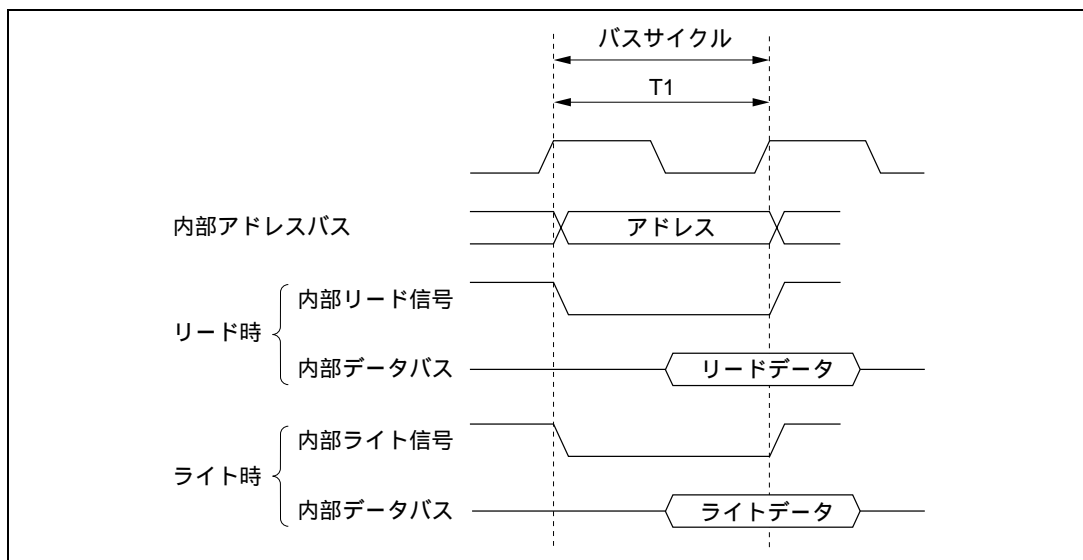 バスサイクル
T1
内部アドレスバス
アドレス
リード時
内部リード信号
内部データバス
リードデータ
ライト時
内部ライト信号
内部データバス
ライトデータ